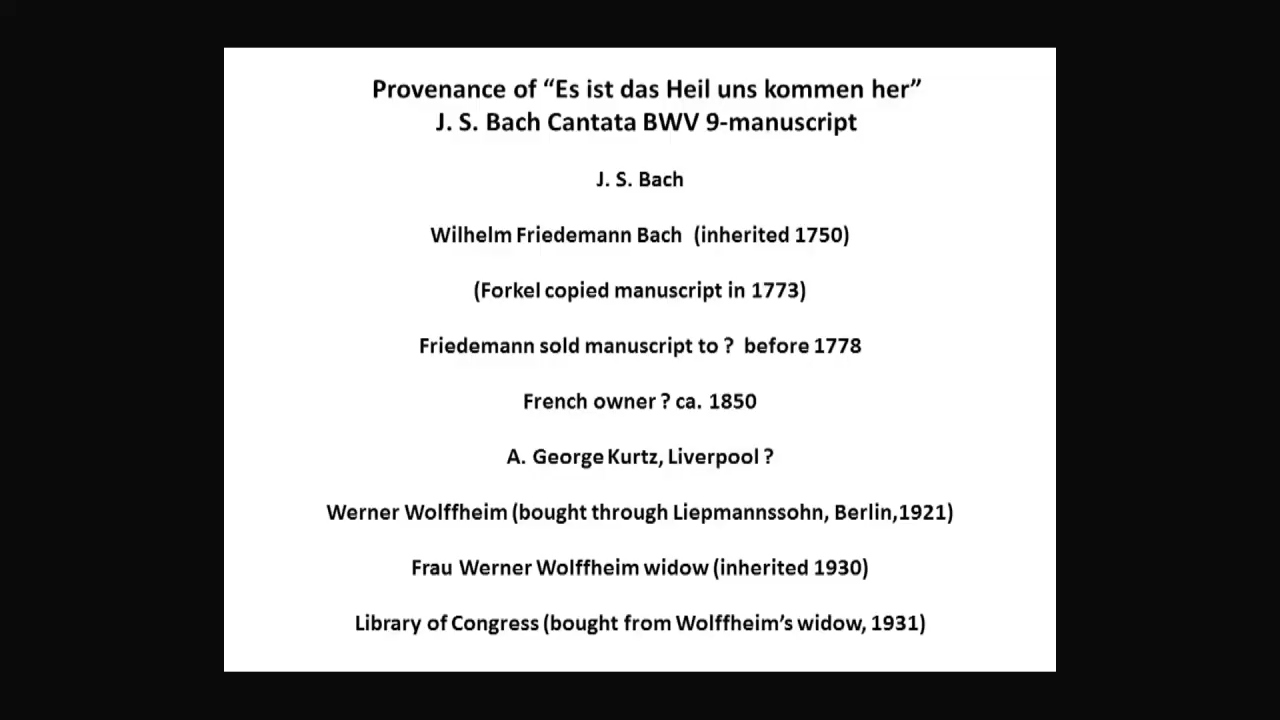 Provenance of “Es ist das Heil uns kommen her”
J. S. Bach Cantata BWV 9-manuscript
J. S. Bach
Wilhelm Friedemann Bach (inherited 1750)
(Forkel copied manuscript in 1773)
Friedemann sold manuscript to ? before 1778
French owner ? ca. 1850
A. George Kurtz, Liverpool ?
Werner Wolffheim (bought through Liepmannssohn, Berlin,1921)
Frau Werner Wolffheim widow (inherited 1930)
Library of Congress (bought from Wolffheim’s widow, 1931)